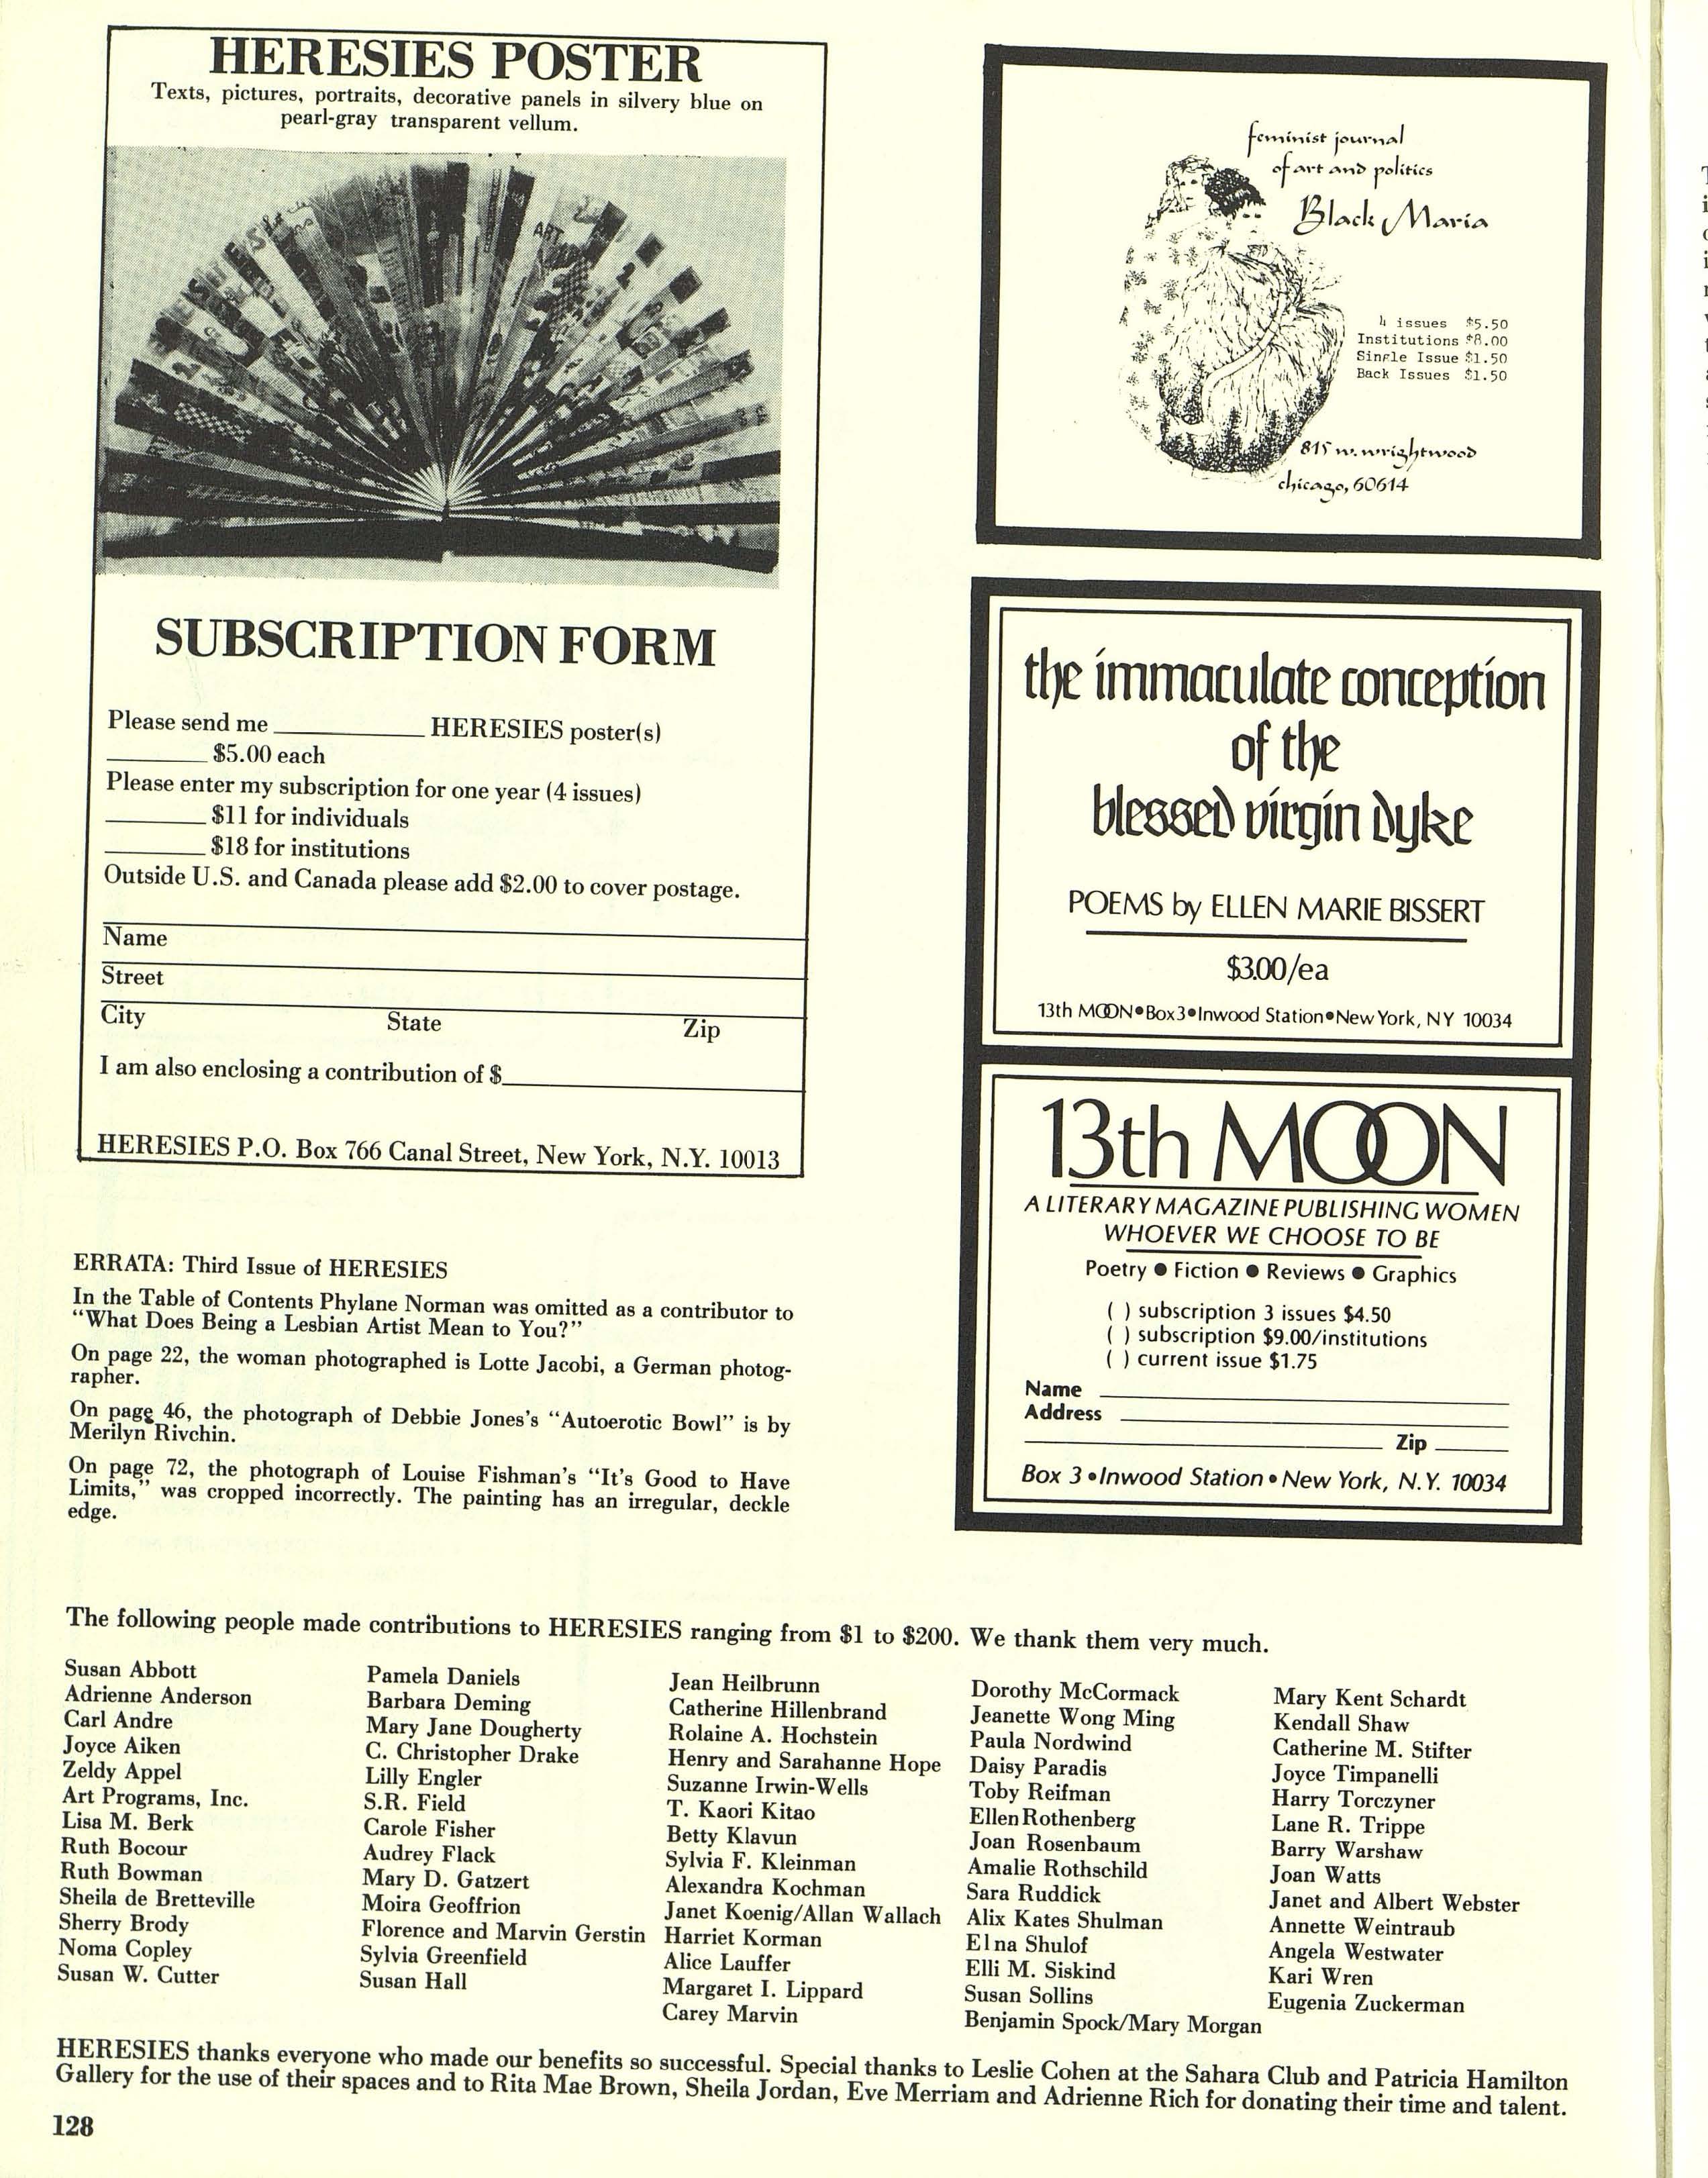 HERESIES POSTER
Texts, pictures, portraits, decorative panels in silvery blue on
pearl-gray transparent vellum.
ART
SUBSCRIPTION FORM
Please send me __________ HERESIES poster(s)
_______ $5.00 each
Please enter my subscription for one year (4 issues)
_______ $11 for individuals
_______ $18 for institutions
Outside U.S. and Canada please add $2.00 to cover postage.
Name
Street
City State Zip
I am also enclosing a contribution of $____________________
HERESIES P.O. Box 766 Canal Street, New York, N.Y. 10013
ERRATA: Third Issue of HERESIES
In the Table of Contents Phylane Norman was omitted as a contributor to
"What Does Being a Lesbian Artist Mean to You?"
On page 22, the woman photographed is Lotte Jacobi, a German photog-
rapher.
On page 46, the photograph of Debbie Jones's "Autoerotic Bowl" is by
Merilyn Rivchin.
On page 72, the photograph of Louise Fishman's "It's Good to Have
Limits," was cropped incorrectly. The painting has an irregular, deckle
edge.
feminist journal
of art and politics
Black Maria
4 issues $5.50
Institutions $8.00
Single Issue $1.50
Back Issues $1.50
815 w. wrightwood
chicago, 60614
the immaculate conception
of the
blessed virgin dyke
POEMS by ELLEN MARIE BISSERT
$3.00/ea
13th MOON•Box3•Inwood Station•New York, NY 10034
13th MOON
A LITERARY MAGAZINE PUBLISHING WOMEN
WHOEVER WE CHOOSE TO BE
Poetry ● Fiction ● Reviews ● Graphics
( ) subscription 3 issues $4.50
( ) subscription $9.00/institutions
( ) current issue $1.75
Name
Address
Zip
Box 3 •Inwood Station • New York, N.Y. 10034
The following people made contributions to HERESIES ranging from $1 to $200. We thank them very much.
Susan Abbott
Adrienne Anderson
Carl Andre
Joyce Aiken
Zeldy Appel
Art Programs, Inc.
Lisa M. Berk
Ruth Bocour
Ruth Bowman
Sheila de Bretteville
Sherry Brody
Noma Copley
Susan W. Cutter
Pamela Daniels
Barbara Deming
Mary Jane Dougherty
C. Christopher Drake
Lilly Engler
S.R. Field
Carole Fisher
Audrey Flack
Mary D. Gatzert
Moira Geoffrion
Florence and Marvin Gerstin
Sylvia Greenfield
Susan Hall
Jean Heilbrunn
Catherine Hillenbrand
Rolaine A. Hochstein
Henry and Sarahanne Hope
Suzanne Irwin-Wells
T. Kaori Kitao
Betty Klavun
Sylvia F. Kleinman
Alexandra Kochman
Janet Koenig/Allan Wallach
Harriet Korman
Alice Lauffer
Margaret I. Lippard
Carey Marvin
Dorothy McCormack
Jeanette Wong Ming
Paula Nordwind
Daisy Paradis
Toby Reifman
Ellen Rothenberg
Joan Rosenbaum
Amalie Rothschild
Sara Ruddick
Alix Kates Shulman
Elna Shulof
Elli M. Siskind
Susan Sollins
Benjamin Spock/Mary Morgan
Mary Kent Schardt
Kendall Shaw
Catherine M. Stifter
Joyce Timpanelli
Harry Torczyner
Lane R. Trippe
Barry Warshaw
Joan Watts
Janet and Albert Webster
Annette Weintraub
Angela Westwater
Kari Wren
Eugenia Zuckerman
HERESIES thanks everyone who made our benefits so successful. Special thanks to Leslie Cohen at the Sahara Club and Patricia Hamilton
Gallery for the use of their spaces and to Rita Mae Brown, Sheila Jordan, Eve Merriam and Adrienne Rich for donating their time and talent.
128